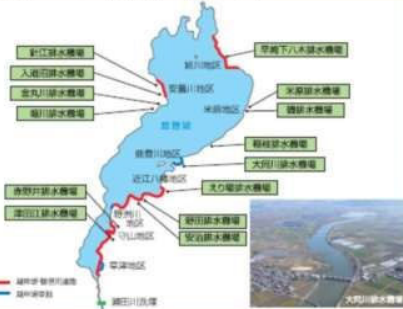 針江排水機場
入道沼排水機場
金丸川排水機場
堀川排水機場
早崎下八木排水機場
姉川地区
安曇川地区
米原排水機場
磯排水機場
米原地区
琵琶湖
稲枝排水機場
能登川地区
大同川排水機場
近江八幡地区
えり場排水機場
赤野井排水機場
津田江排水機場
野洲川
地区
守山地区
野田排水機場
安治排水機場
草津地区
瀬田川洗堰
大同川排水機場